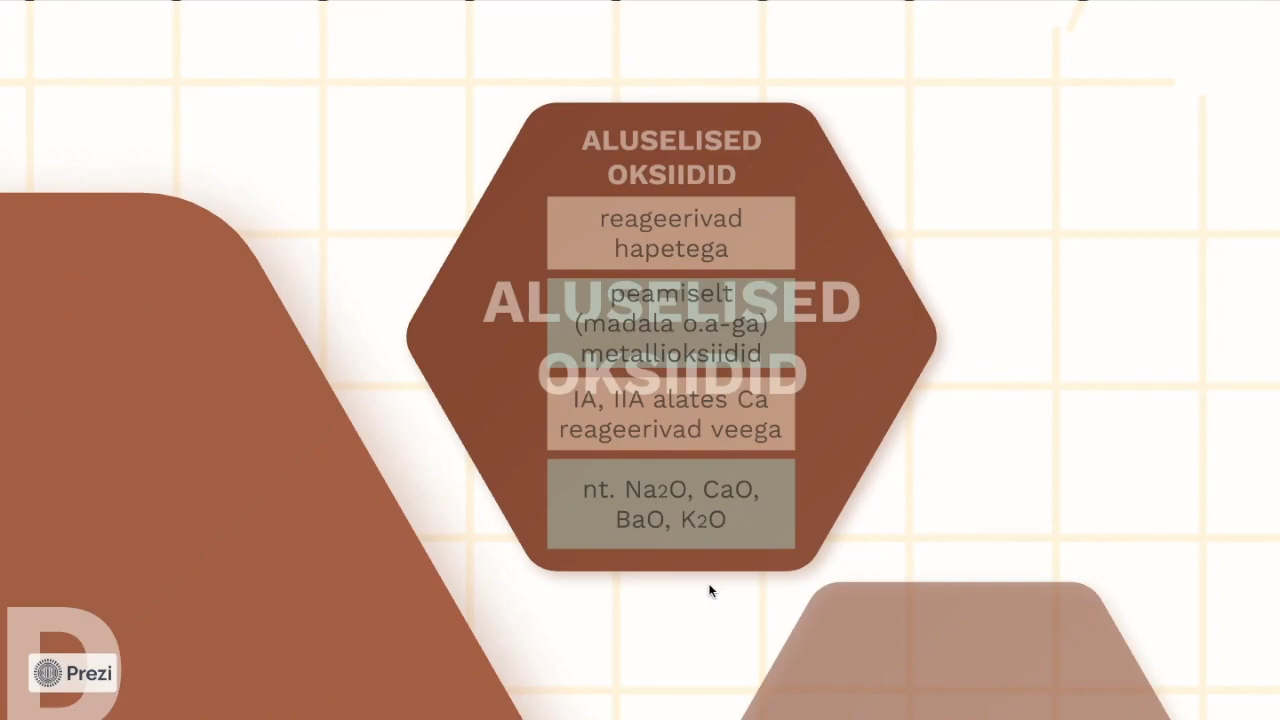 ALUSELISED
OKSIIDID
reageerivad
hapetega
ALUSELISED
OKSIIDID
peamiselt
(madala o.a-ga)
metallioksiidid
IA, IIA alates Ca
reageerivad veega
nt. Na2O, CaO,
BaO, K2O
D
Prezi